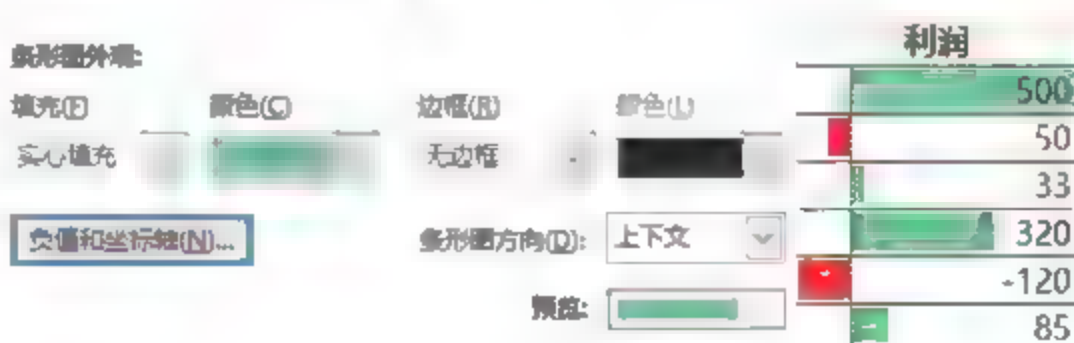 条形图外观:
填充(F) 颜色(C) 边框(R) 颜色(L)
实心填充 无边框
负值和坐标轴(N)...
条形图方向(D): 上下文
预览:
利润
500
50
33
320
-120
85